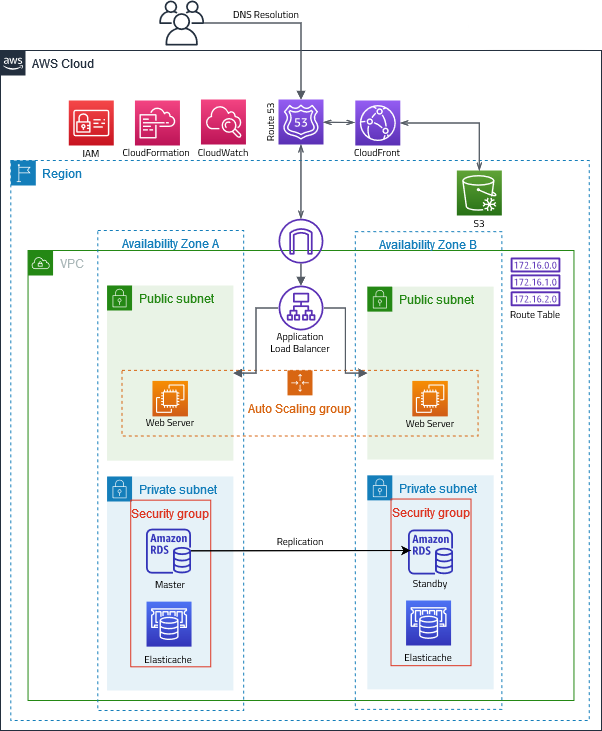 DNS Resolution
aws
AWS Cloud
Route 53
53
IAM
CloudFormation
CloudWatch
CloudFront
Region
S3
Availability Zone A
Availability Zone B
VPC
172.16.0.0
172.16.1.0
172.16.2.0
Route Table
Public subnet
Public subnet
Application
Load Balancer
Auto Scaling group
Web Server
Web Server
Private subnet
Private subnet
Security group
Security group
Amazon
RDS
Replication
Amazon
RDS
Master
Standby
Elasticache
Elasticache